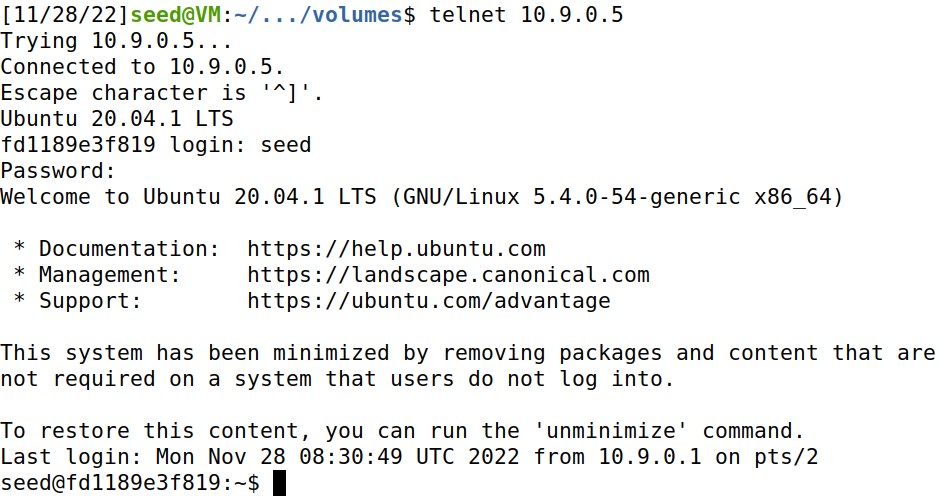 [11/28/22]seed@VM:~/.../volumes$ telnet 10.9.0.5
Trying 10.9.0.5...
Connected to 10.9.0.5.
Escape character is '^]'.
Ubuntu 20.04.1 LTS
fd1189e3f819 login: seed
Password:
Welcome to Ubuntu 20.04.1 LTS (GNU/Linux 5.4.0-54-generic x86_64)

 * Documentation:  https://help.ubuntu.com
 * Management:     https://landscape.canonical.com
 * Support:        https://ubuntu.com/advantage

This system has been minimized by removing packages and content that are
not required on a system that users do not log into.

To restore this content, you can run the 'unminimize' command.
Last login: Mon Nov 28 08:30:49 UTC 2022 from 10.9.0.1 on pts/2
seed@fd1189e3f819:~$